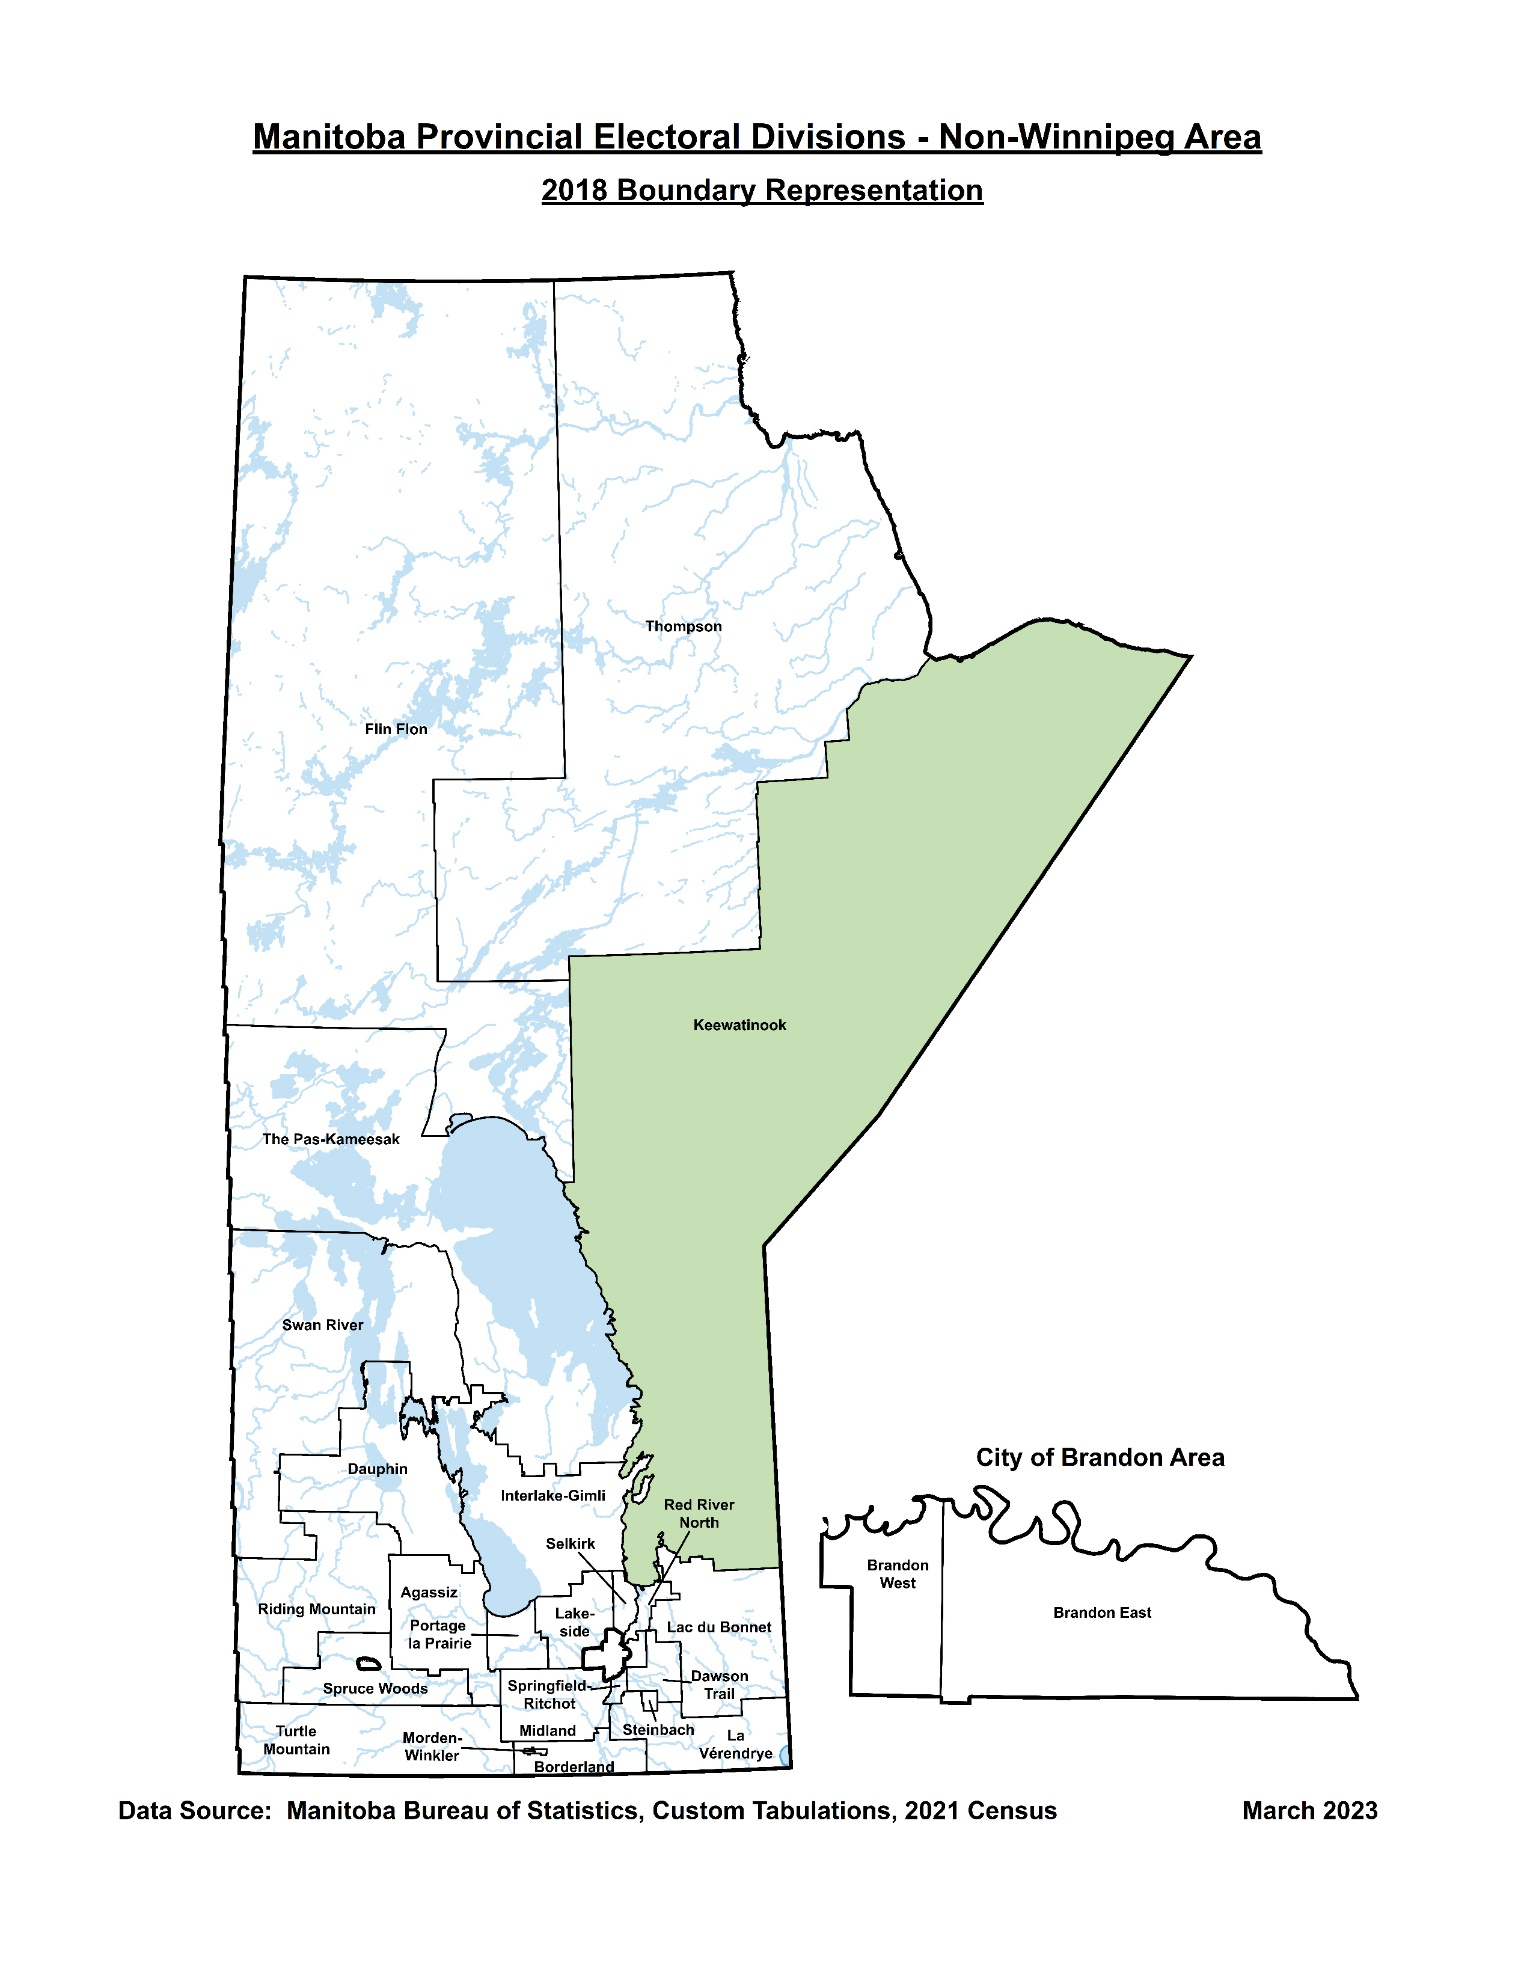 Manitoba Provincial Electoral Divisions - Non-Winnipeg Area
2018 Boundary Representation
Thompson
Flin Flon
Keewatinook
The Pas-Kameesak
Swan River
City of Brandon Area
Dauphin
Interlake-Gimli
Red River
North
Selkirk
Brandon
West
Brandon East
Agassiz
Riding Mountain
Lake-
side
Portage
la Prairie
Lac du Bonnet
Spruce Woods
Springfield-
Ritchot
Dawson
Trail
Turtle
Mountain
Morden-
Winkler
Midland
Steinbach
La
Vérendrye
Borderland
Data Source: Manitoba Bureau of Statistics, Custom Tabulations, 2021 Census
March 2023